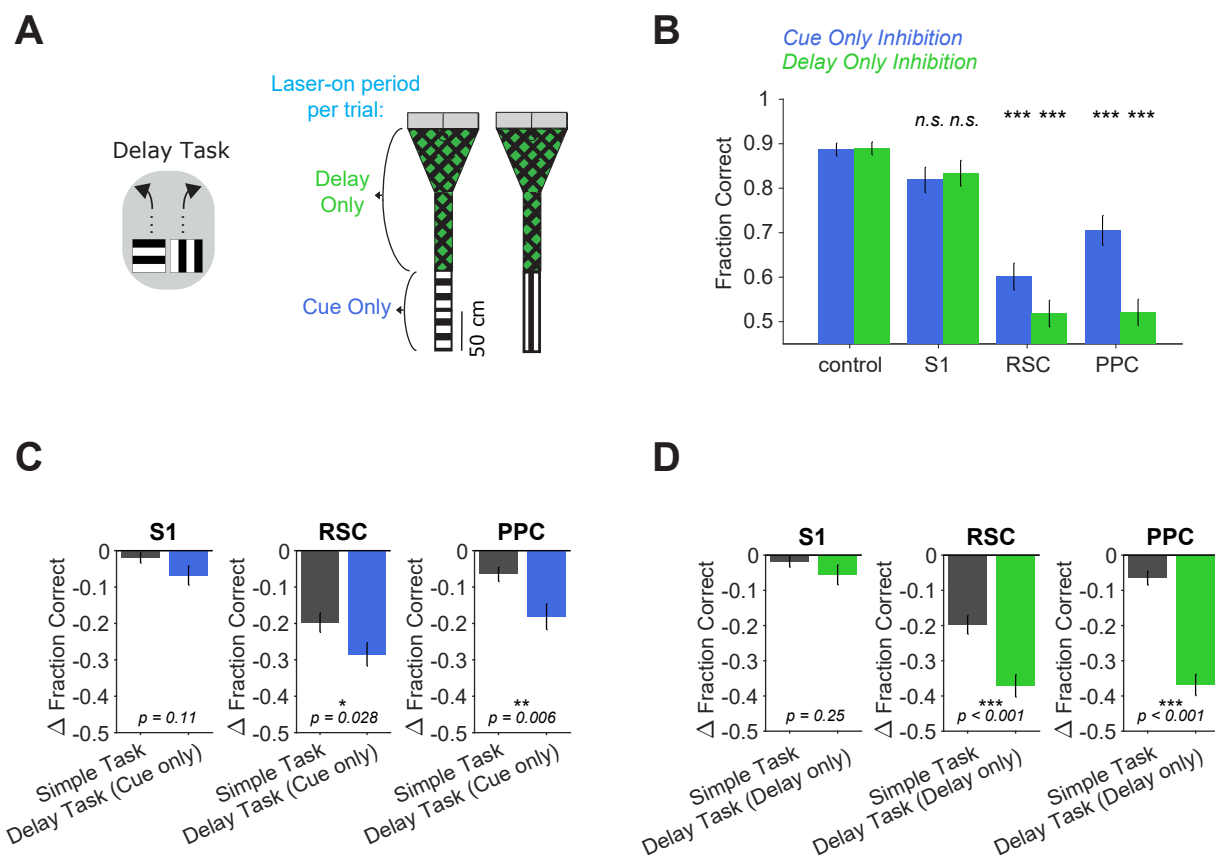 A
Delay Task
Laser-on period
per trial:
Delay
Only
Cue Only
50 cm
B
Cue Only Inhibition
Delay Only Inhibition
Fraction Correct
1
0.9
0.8
0.7
0.6
0.5
n.s. n.s.
*** ***
*** ***
control
S1
RSC
PPC
C
S1
Δ Fraction Correct
0
-0.1
-0.2
-0.3
-0.4
-0.5
p = 0.11
Simple Task
Delay Task (Cue only)
RSC
Δ Fraction Correct
0
-0.1
-0.2
-0.3
-0.4
-0.5
*
p = 0.028
Simple Task
Delay Task (Cue only)
PPC
Δ Fraction Correct
0
-0.1
-0.2
-0.3
-0.4
-0.5
**
p = 0.006
Simple Task
Delay Task (Cue only)
D
S1
Δ Fraction Correct
0
-0.1
-0.2
-0.3
-0.4
-0.5
p = 0.25
Simple Task
Delay Task (Delay only)
RSC
Δ Fraction Correct
0
-0.1
-0.2
-0.3
-0.4
-0.5
***
p < 0.001
Simple Task
Delay Task (Delay only)
PPC
Δ Fraction Correct
0
-0.1
-0.2
-0.3
-0.4
-0.5
***
p < 0.001
Simple Task
Delay Task (Delay only)